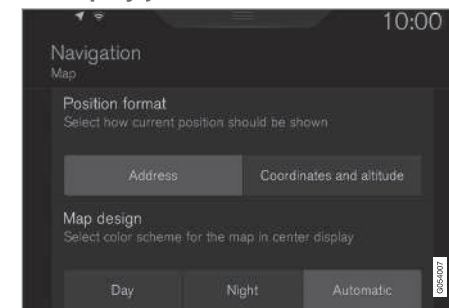 10:00
Navigation
Map
Position format
Select how current position should be shown
Address
Coordinates and altitude
Map design
Select color scheme for the map in center display
Day
Night
Automatic
G054007